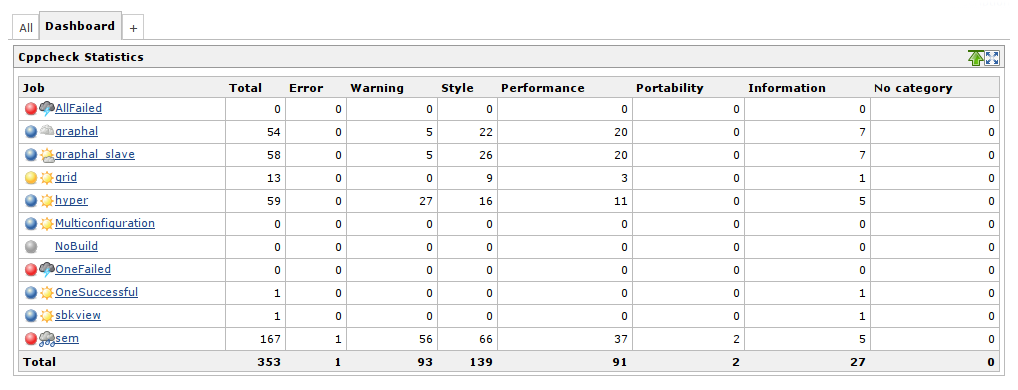 All Dashboard +
Cppcheck Statistics
Job Total Error Warning Style Performance Portability Information No category
AllFailed 0 0 0 0 0 0 0 0
graphal 54 0 5 22 20 0 7 0
graphal_slave 58 0 5 26 20 0 7 0
grid 13 0 0 9 3 0 1 0
hyper 59 0 27 16 11 0 5 0
Multiconfiguration 0 0 0 0 0 0 0 0
NoBuild 0 0 0 0 0 0 0 0
OneFailed 0 0 0 0 0 0 0 0
OneSuccessful 1 0 0 0 0 0 1 0
sbkview 1 0 0 0 0 0 1 0
sem 167 1 56 66 37 2 5 0
Total 353 1 93 139 91 2 27 0